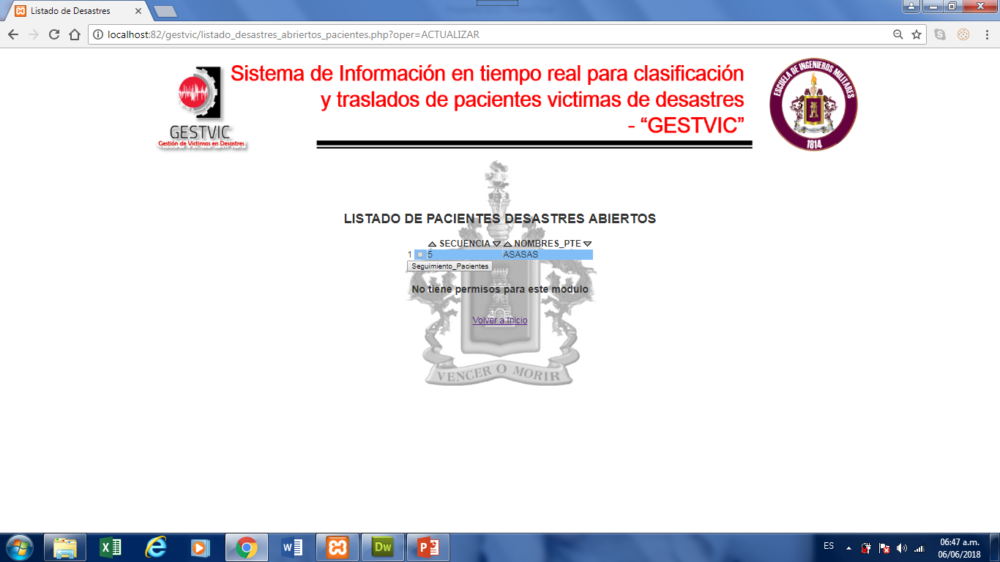 Listado de Desastres
localhost:82/gestvic/listado_desastres_abriertos_pacientes.php?oper=ACTUALIZAR
GESTVIC
Gestión de Victimas en Desastres
Sistema de Información en tiempo real para clasificación
y traslados de pacientes victimas de desastres
- “GESTVIC”
ESCUELA DE INGENIEROS MILITARES
1814
LISTADO DE PACIENTES DESASTRES ABIERTOS
SECUENCIA NOMBRES_PTE
1 5 ASASAS
Seguimiento_Pacientes
No tiene permisos para este modulo
Volver a Inicio
VENCER O MORIR
ES
06:47 a.m.
06/06/2018
Dw